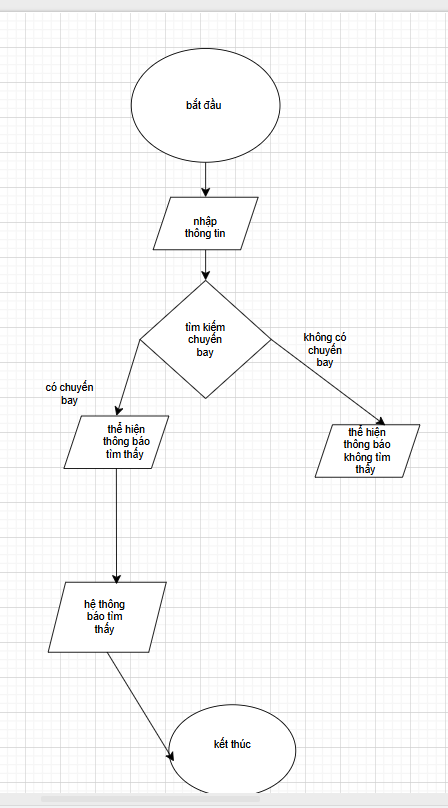 bắt đầu
nhập
thông tin
tìm kiếm
chuyến
bay
không có
chuyến
bay
có chuyến
bay
thể hiện
thông báo
tìm thấy
thể hiện
thông báo
không tìm
thấy
hệ thông
báo tìm
thấy
kết thúc